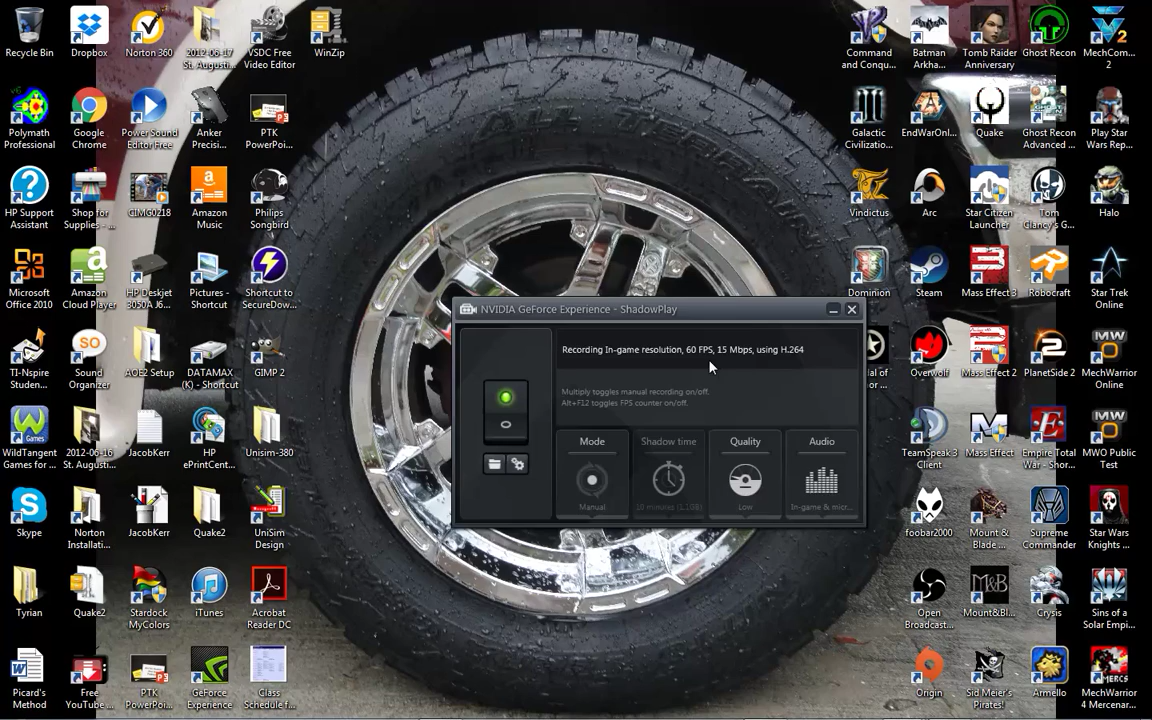 Recycle Bin
Dropbox
Norton 360
2012-06-17
St. Augusti...
VSDC Free
Video Editor
WinZip
Command
and Conqu...
Batman
Arkha...
Tomb Raider
Anniversary
Ghost Recon
MechCom...
2
Polymath
Professional
Google
Chrome
Power Sound
Editor Free
Anker
Precisi...
PTK
PowerPoi...
Galactic
Civilizatio...
EndWarOnl...
Quake
Ghost Recon
Advanced ...
Play Star
Wars Rep...
HP Support
Assistant
Shop for
Supplies - ...
CIMG0218
Amazon
Music
Philips
Songbird
Vindictus
Arc
Star Citizen
Launcher
Tom
Clancy's G...
Halo
Microsoft
Office 2010
Amazon
Cloud Player
HP Deskjet
3050A J6...
Pictures -
Shortcut
Shortcut to
SecureDow...
Dominion
Steam
Mass Effect 3
Robocraft
Star Trek
Online
NVIDIA GeForce Experience - ShadowPlay
Recording In-game resolution, 60 FPS, 15 Mbps, using H.264
Multiply toggles manual recording on/off.
Alt+F12 toggles FPS counter on/off.
Mode
Shadow time
Quality
Audio
Manual
10 minutes (1.1GB)
Low
In-game & micr...
TI-Nspire
Studen...
Sound
Organizer
AOE2 Setup
DATAMAX
(K) - Shortcut
GIMP 2
Overwolf
Mass Effect 2
PlanetSide 2
MechWarrior
Online
WildTangent
Games for ...
2012-06-16
St. Augusti...
JacobKerr
HP
ePrintCent...
Unisim-380
TeamSpeak 3
Client
Mass Effect
Empire Total
War - Shor...
MWO Public
Test
Skype
Norton
Installati...
JacobKerr
Quake2
UniSim
Design
foobar2000
Mount &
Blade ...
Supreme
Commander
Star Wars
Knights ...
Tyrian
Quake2
Stardock
MyColors
iTunes
Acrobat
Reader DC
Open
Broadcast...
Mount&Bl...
Crysis
Sins of a
Solar Empi...
Picard's
Method
Free
YouTube ...
PTK
PowerPoi...
GeForce
Experience
Class
Schedule f...
Origin
Sid Meier's
Pirates!
Armello
MechWarrior
4 Mercenar...